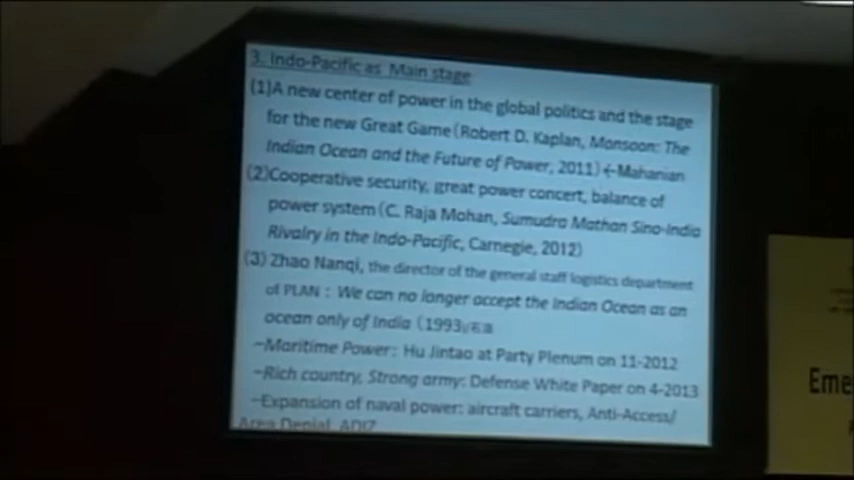 3. Indo-Pacific as Main stage
(1)A new center of power in the global politics and the stage
for the new Great Game(Robert D. Kaplan, Monsoon: The
Indian Ocean and the Future of Power, 2011)←Mahanian
(2)Cooperative security, great power concert, balance of
power system(C. Raja Mohan, Sumudra Mathan Sino-India
Rivalry in the Indo-Pacific, Carnegie, 2012)
(3) Zhao Nanqi, the director of the general staff logistics department
of PLAN : We can no longer accept the Indian Ocean as an
ocean only of India (1993)
−Maritime Power: Hu Jintao at Party Plenum on 11-2012
−Rich country, Strong army: Defense White Paper on 4-2013
−Expansion of naval power: aircraft carriers, Anti-Access/
Area Denial, ADIZ
Eme